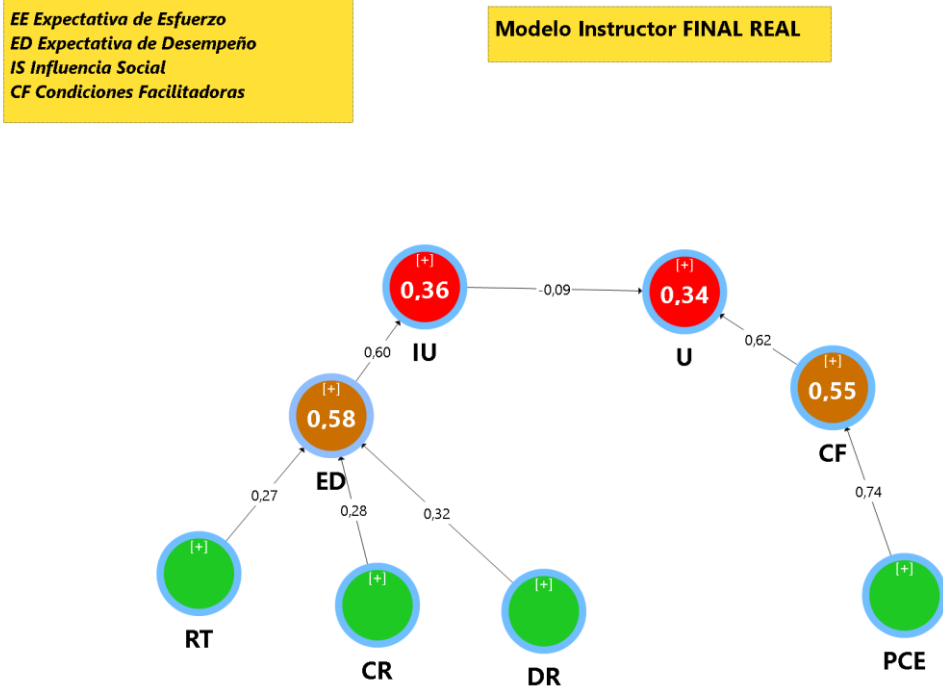 EE Expectativa de Esfuerzo
ED Expectativa de Desempeño
IS Influencia Social
CF Condiciones Facilitadoras
Modelo Instructor FINAL REAL
[+]
0,36
IU
-0,09
[+]
0,34
U
0,60
0,62
[+]
0,58
ED
[+]
0,55
CF
0,27
0,28
0,32
0,74
[+]
RT
[+]
CR
[+]
DR
[+]
PCE